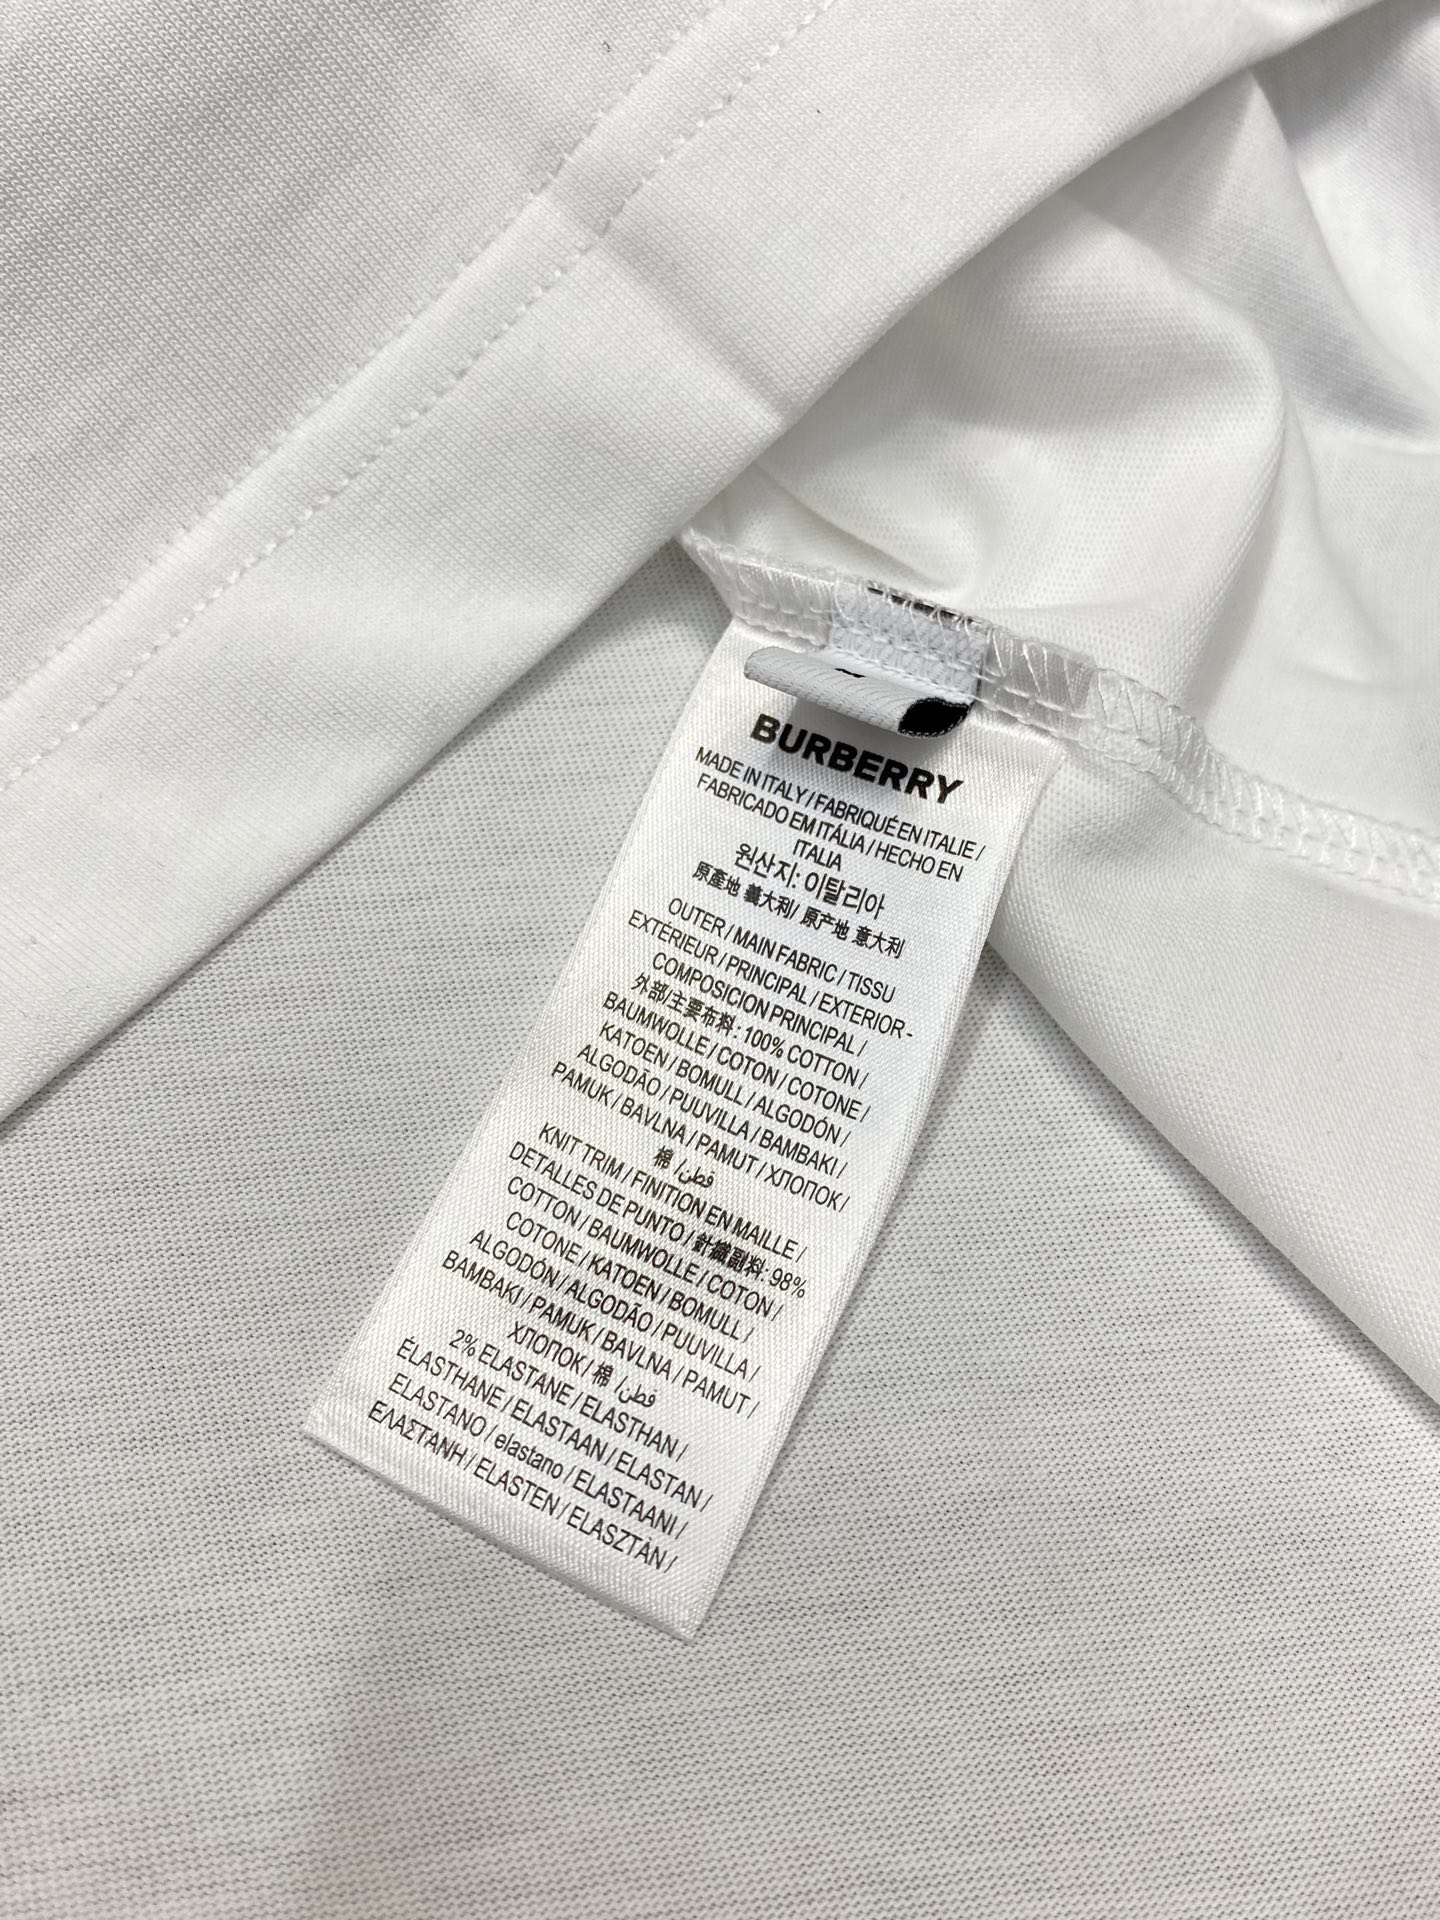 BURBERRY
MADE IN ITALY / FABRIQUÉ EN ITALIE /
FABRICADO EM ITÁLIA / HECHO EN
ITALIA
원산지: 이탈리아
原產地 義大利/ 原产地 意大利
OUTER / MAIN FABRIC / TISSU
EXTÉRIEUR / PRINCIPAL / EXTERIOR-
COMPOSICION PRINCIPAL /
外部/主要布料: 100% COTTON /
BAUMWOLLE / COTON / COTONE /
KATOEN / BOMULL / ALGODÓN /
ALGODÃO / PUUVILLA / BAMBAKI /
PAMUK / BAVLNA / PAMUT / ХЛОПОК /
棉 / قطن
KNIT TRIM / FINITION EN MAILLE /
DETALLES DE PUNTO / 針織副料: 98%
COTTON / BAUMWOLLE / COTON /
COTONE / KATOEN / BOMULL /
ALGODÓN / ALGODÃO / PUUVILLA /
BAMBAKI / PAMUK / BAVLNA / PAMUT /
ХЛОПОК / 棉 / قطن
2% ELASTANE / ELASTHAN /
ÉLASTHANE / ELASTAAN / ELASTAN /
ELASTANO / elastano / ELASTAANI /
ΕΛΑΣΤΑΝΗ / ELASTEN / ELASZTÁN /